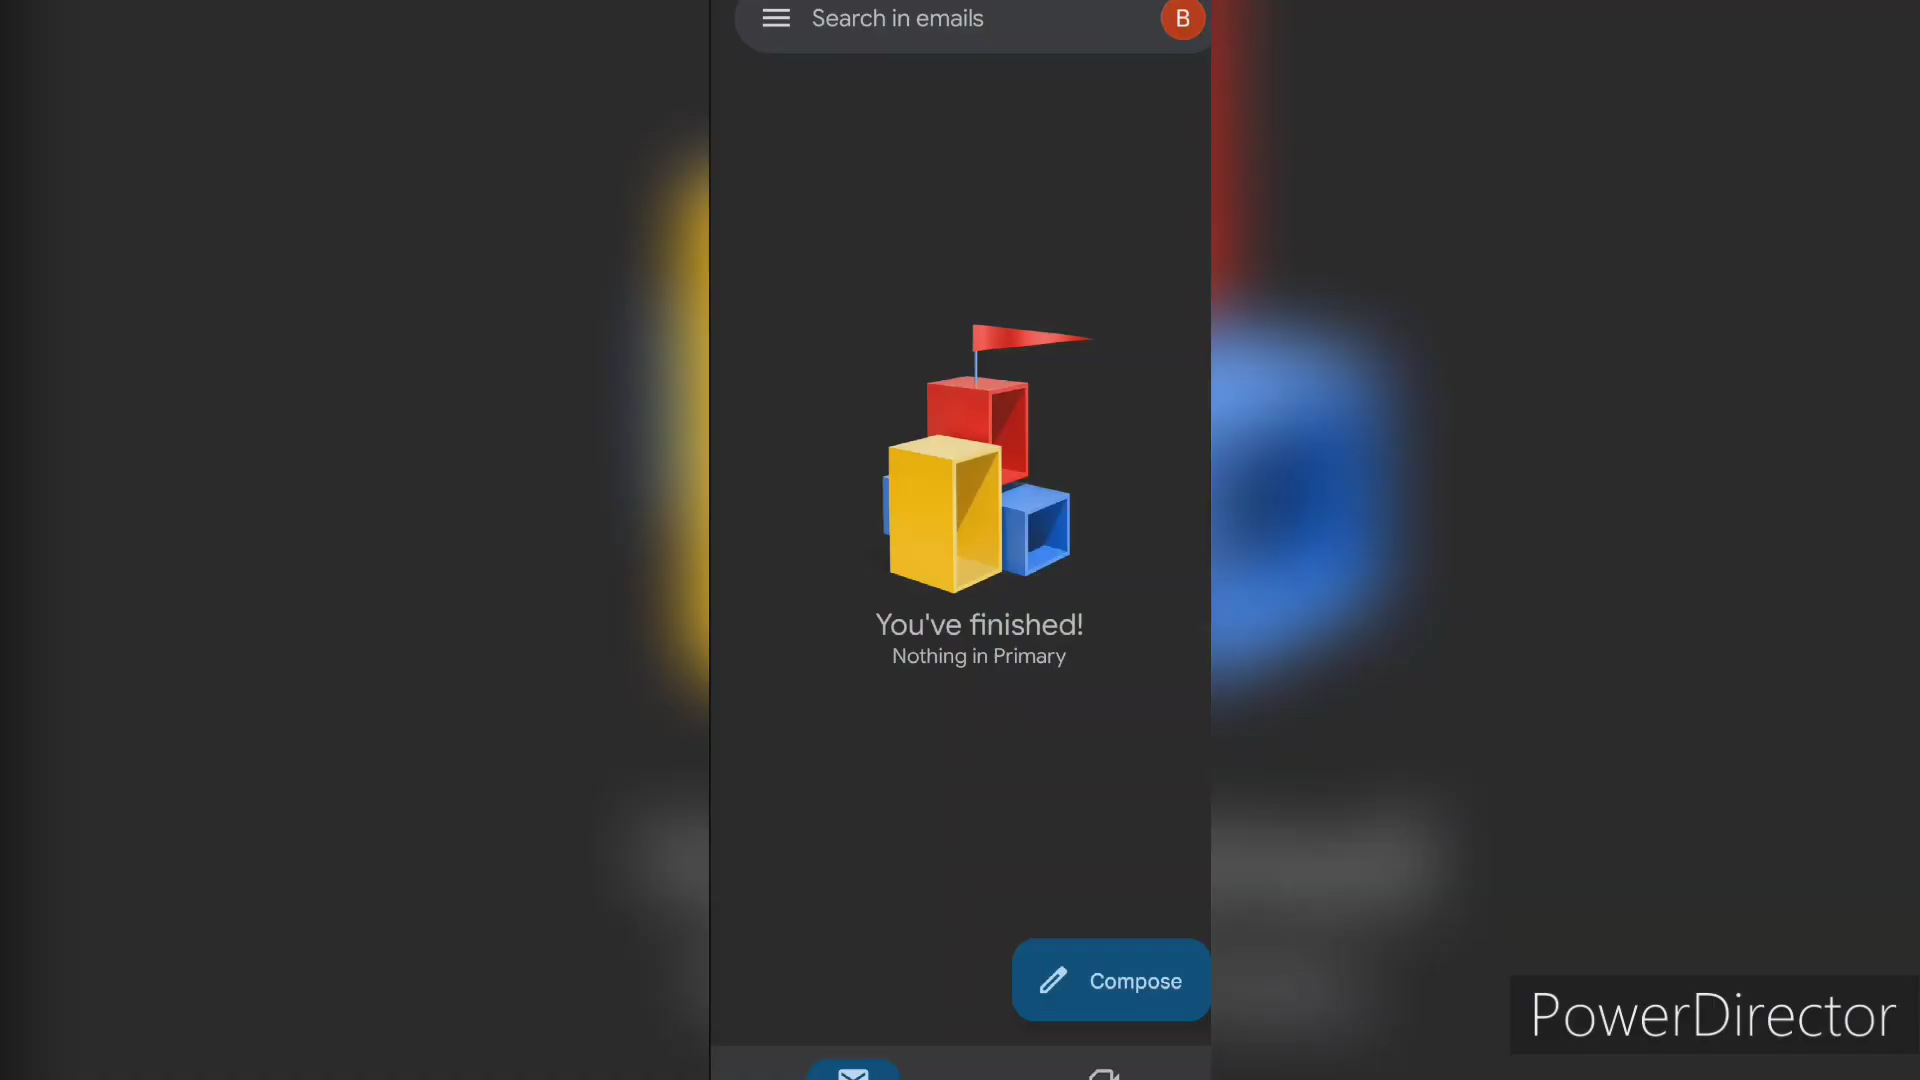 Search in emails
B
You've finished!
Nothing in Primary
Compose
PowerDirector